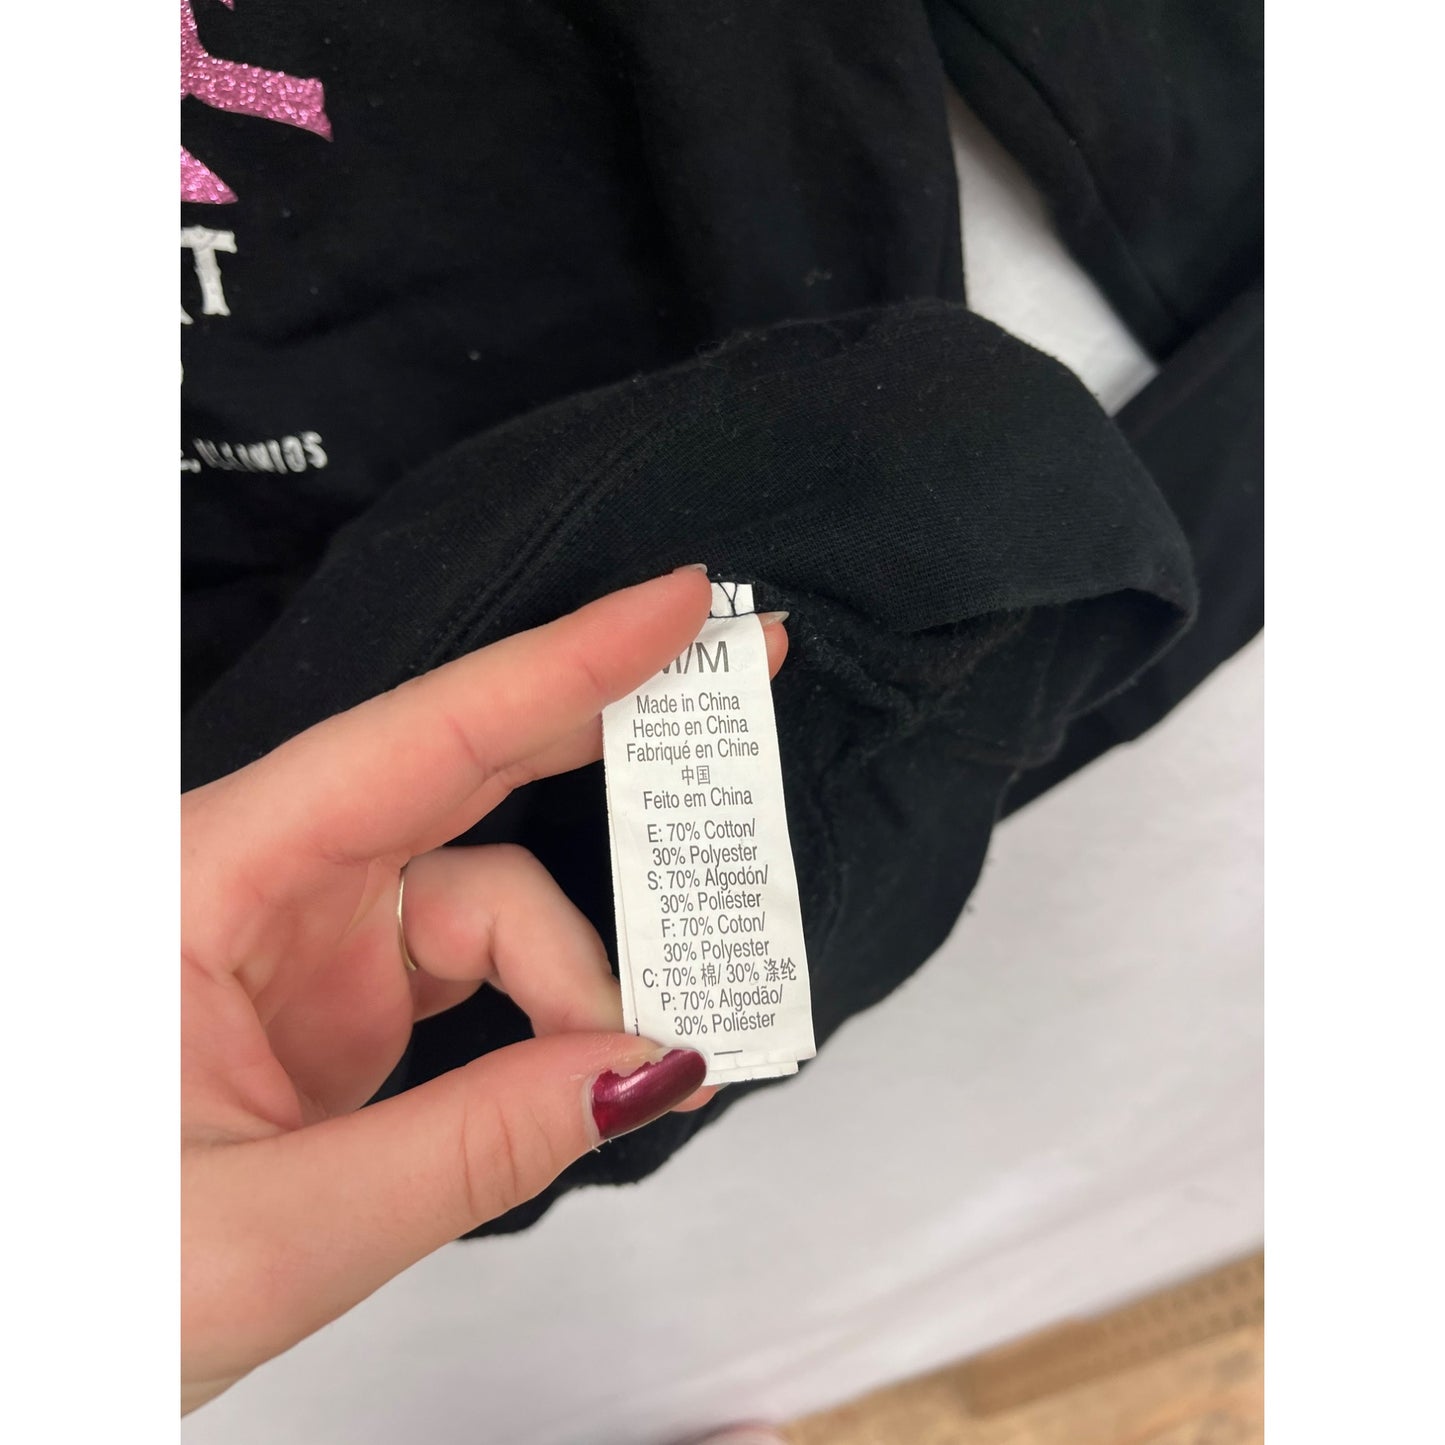 ILLINIOS
M/M
Made in China
Hecho en China
Fabriqué en Chine
中国
Feito em China
E: 70% Cotton/
30% Polyester
S: 70% Algodón/
30% Poliéster
F: 70% Coton/
30% Polyester
C: 70% 棉/ 30% 涤纶
P: 70% Algodão/
30% Poliéster